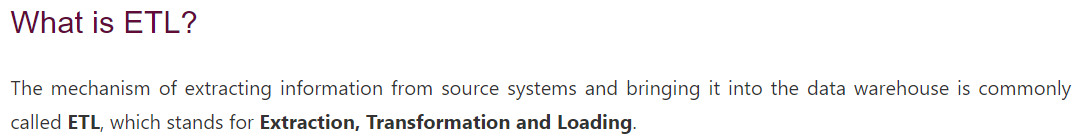 What is ETL?
The mechanism of extracting information from source systems and bringing it into the data warehouse is commonly
called ETL, which stands for Extraction, Transformation and Loading.